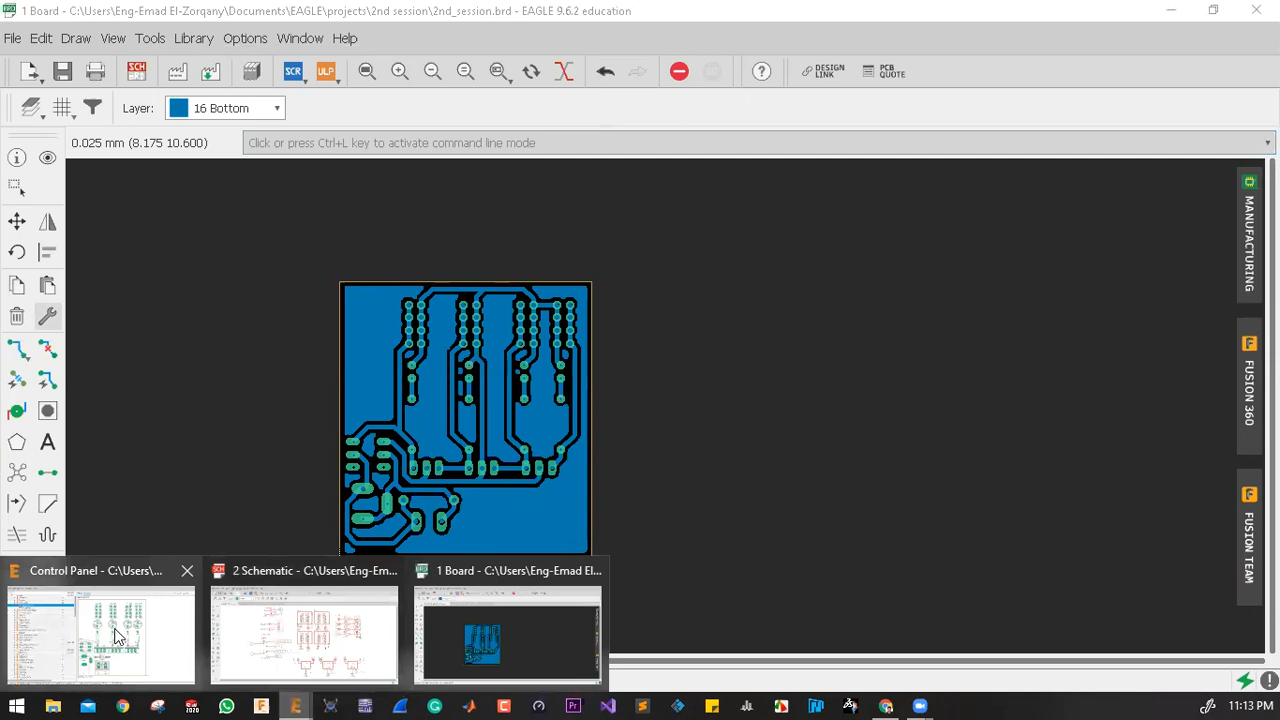 1 Board - C:\Users\Eng-Emad El-Zorqany\Documents\EAGLE\projects\2nd session\2nd_session.brd - EAGLE 9.6.2 education
File Edit Draw View Tools Library Options Window Help
SCH SCR ULP DESIGN LINK PCB QUOTE
Layer: 16 Bottom
0.025 mm (8.175 10.600) Click or press Ctrl+L key to activate command line mode
MANUFACTURING
FUSION 360
FUSION TEAM
Control Panel - C:\Users\... 2 Schematic - C:\Users\Eng-Em... 1 Board - C:\Users\Eng-Emad El...
11:13 PM